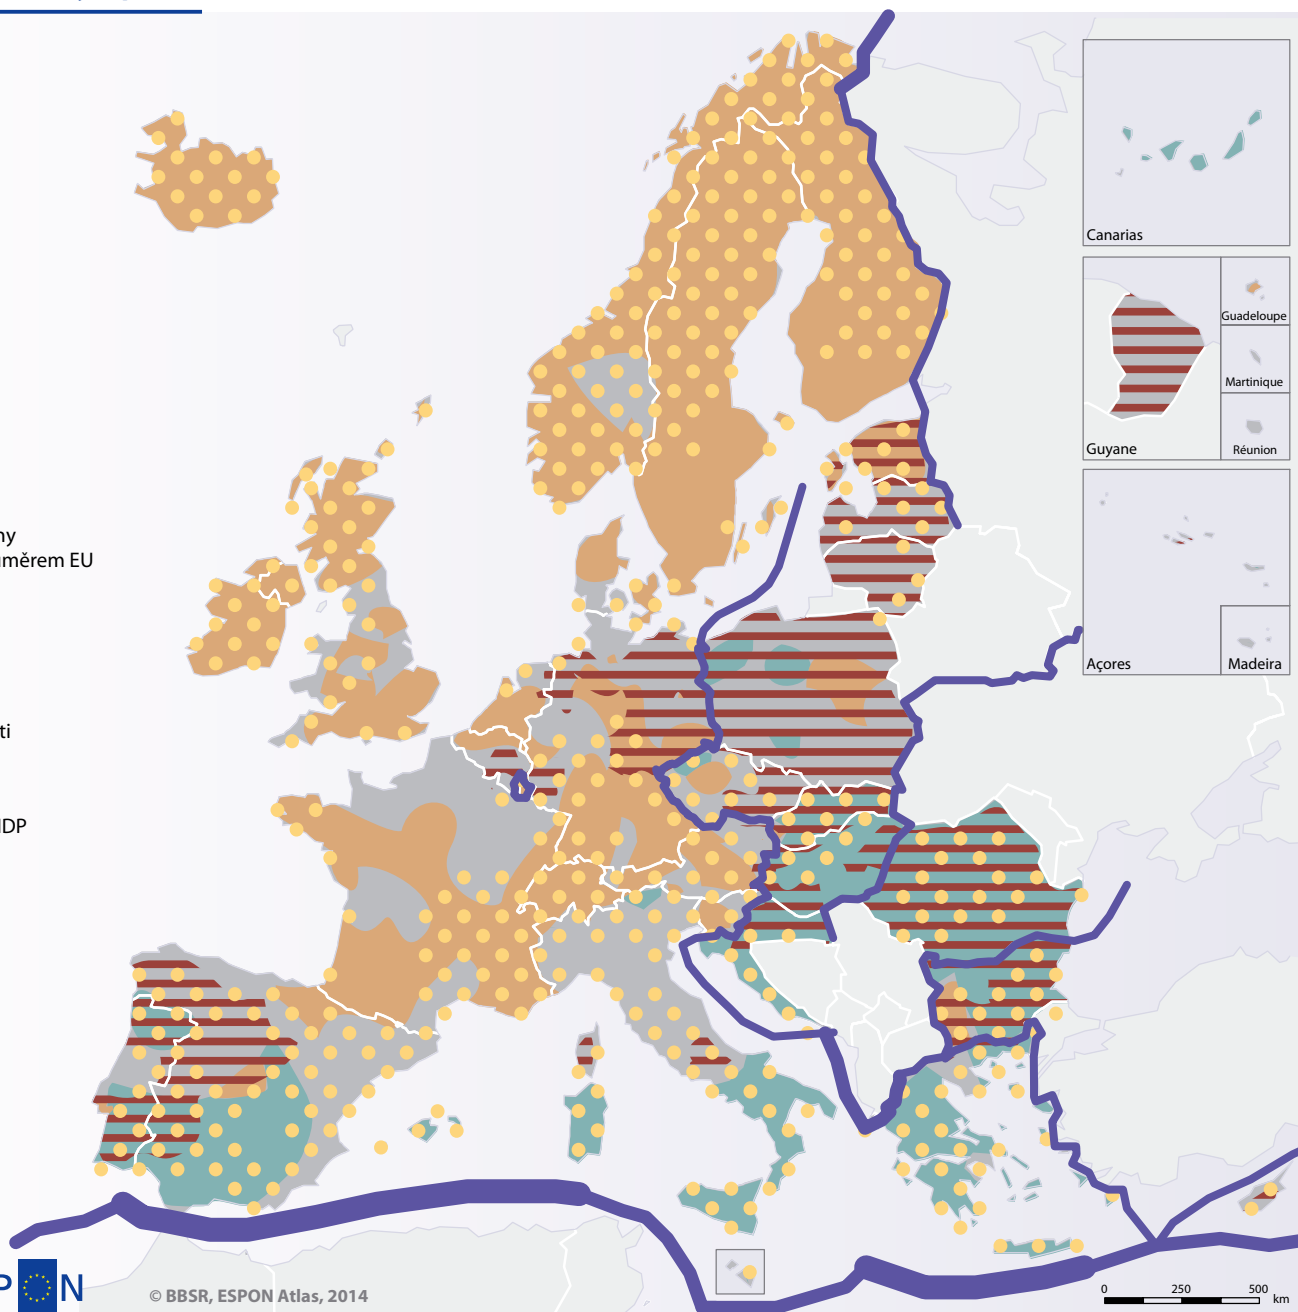 ny
uměrem EU
ti
HDP
Canarias
Guadeloupe
Martinique
Guyane
Réunion
Açores
Madeira
P N
© BBSR, ESPON Atlas, 2014
0 250 500
km